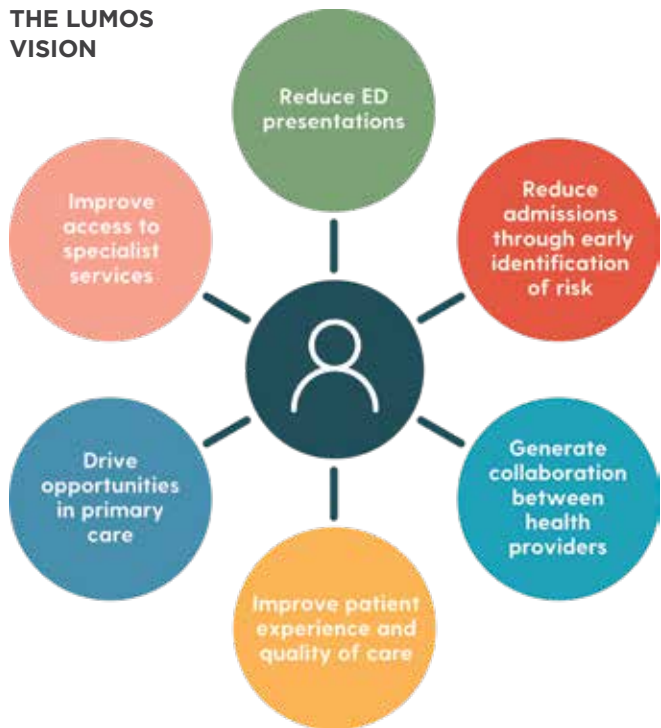 THE LUMOS
VISION
Reduce ED
presentations
Reduce
admissions
through early
identification
of risk
Generate
collaboration
between
health
providers
Improve patient
experience and
quality of care
Drive
opportunities
in primary
care
Improve
access to
specialist
services